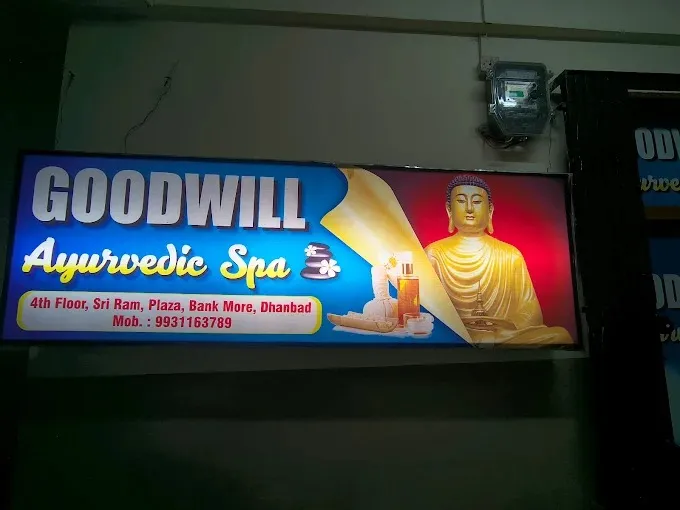 GOODWILL
Ayurvedic Spa
4th Floor, Sri Ram, Plaza, Bank More, Dhanbad
Mob. : 9931163789